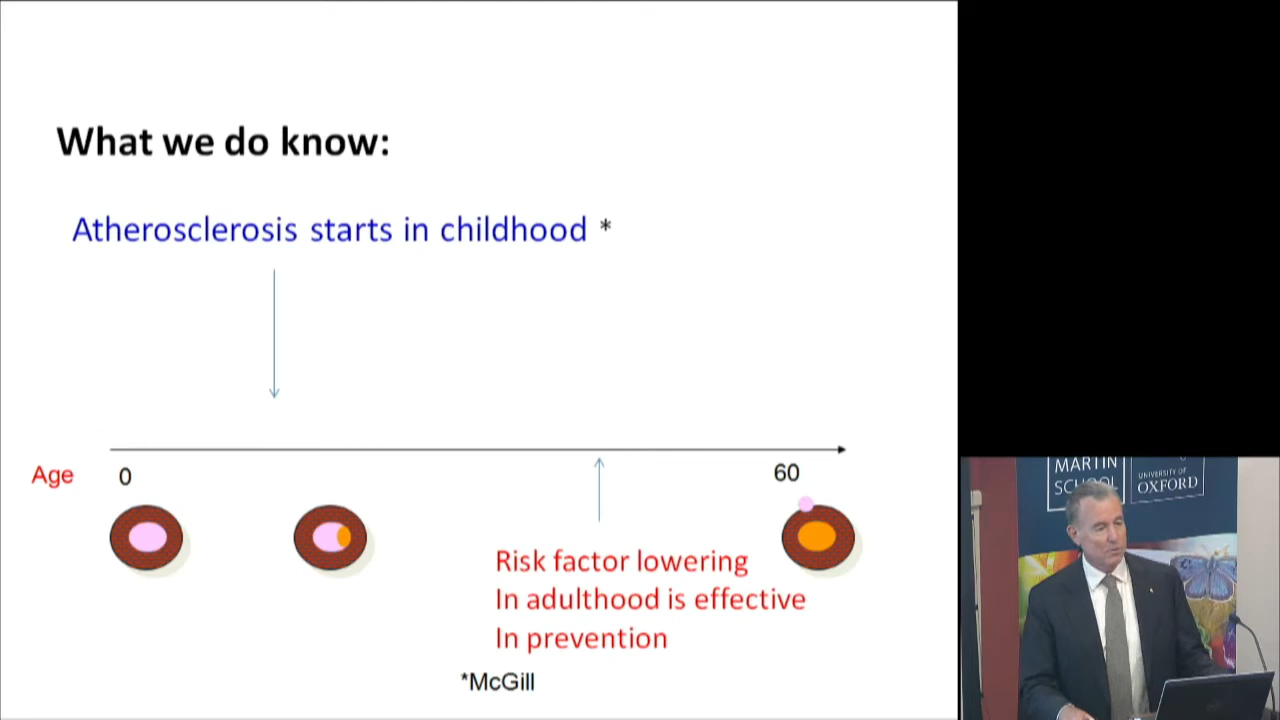 What we do know:
Atherosclerosis starts in childhood *
Age
0
60
Risk factor lowering
In adulthood is effective
In prevention
*McGill
MARTIN
SCHOOL
UNIVERSITY OF
OXFORD